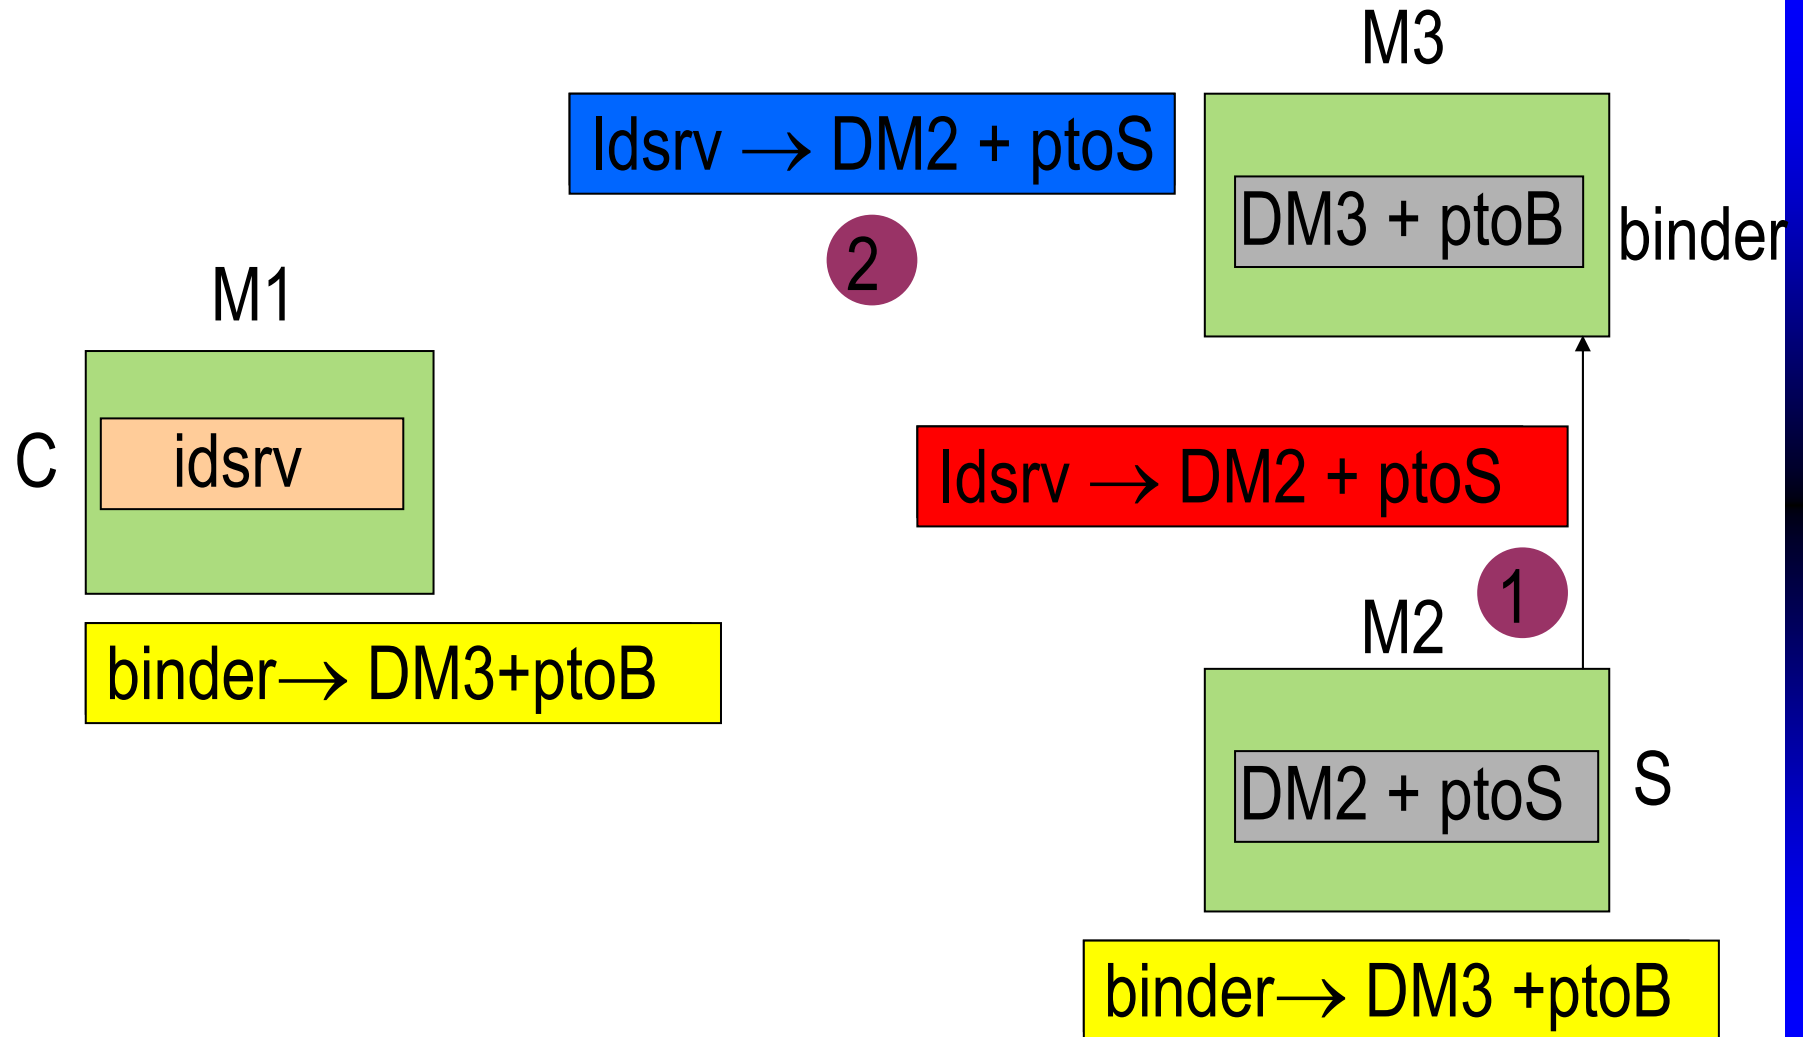 M3
Idsrv → DM2 + ptoS
DM3 + ptoB
binder
2
M1
C
idsrv
Idsrv → DM2 + ptoS
1
binder→ DM3+ptoB
M2
DM2 + ptoS
S
binder→ DM3 +ptoB